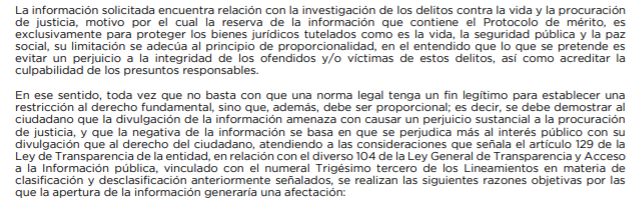 La información solicitada encuentra relación con la investigación de los delitos contra la vida y la procuración
de justicia, motivo por el cual la reserva de la información que contiene el Protocolo de mérito, es
exclusivamente para proteger los bienes jurídicos tutelados como es la vida, la seguridad pública y la paz
social, su limitación se adecúa al principio de proporcionalidad, en el entendido que lo que se pretende es
evitar un perjuicio a la integridad de los ofendidos y/o víctimas de estos delitos, así como acreditar la
culpabilidad de los presuntos responsables.
En ese sentido, toda vez que no basta con que una norma legal tenga un fin legítimo para establecer una
restricción al derecho fundamental, sino que, además, debe ser proporcional; es decir, se debe demostrar al
ciudadano que la divulgación de la información amenaza con causar un perjuicio sustancial a la procuración
de justicia, y que la negativa de la información se basa en que se perjudica más al interés público con su
divulgación que al derecho del ciudadano, atendiendo a las consideraciones que señala el artículo 129 de la
Ley de Transparencia de la entidad, en relación con el diverso 104 de la Ley General de Transparencia y Acceso
a la Información pública, vinculado con el numeral Trigésimo tercero de los Lineamientos en materia de
clasificación y desclasificación anteriormente señalados, se realizan las siguientes razones objetivas por las
que la apertura de la información generaría una afectación: